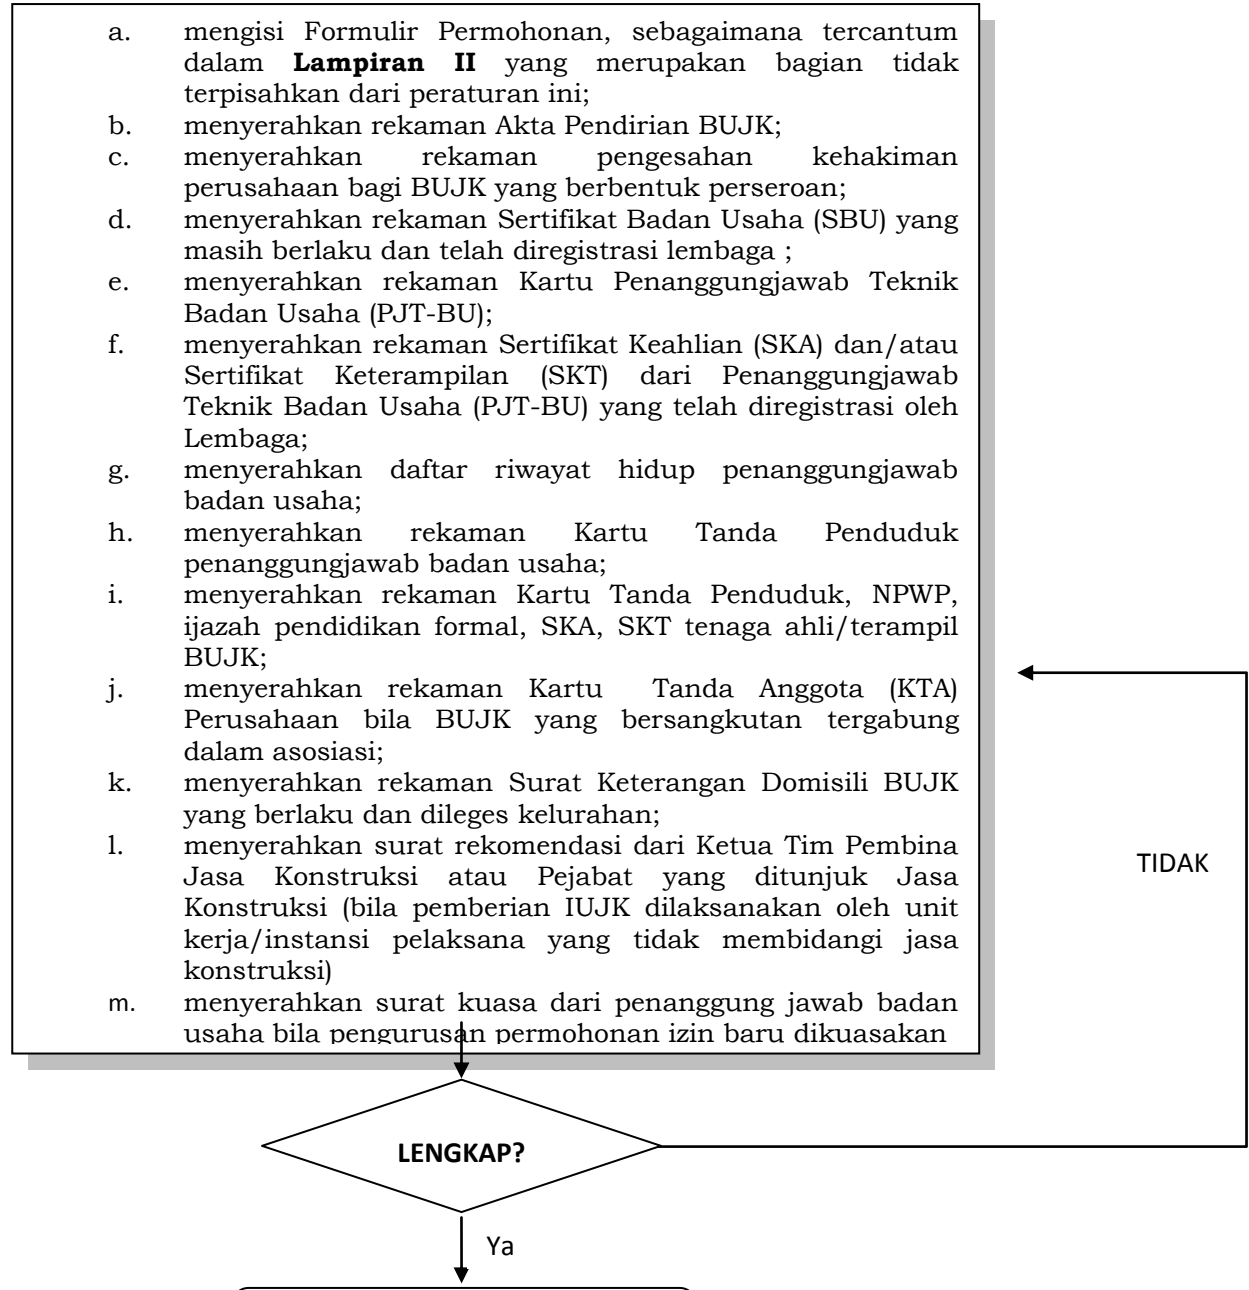 a. mengisi Formulir Permohonan, sebagaimana tercantum
dalam Lampiran II yang merupakan bagian tidak
terpisahkan dari peraturan ini;
b. menyerahkan rekaman Akta Pendirian BUJK;
c. menyerahkan rekaman pengesahan kehakiman
perusahaan bagi BUJK yang berbentuk perseroan;
d. menyerahkan rekaman Sertifikat Badan Usaha (SBU) yang
masih berlaku dan telah diregistrasi lembaga ;
e. menyerahkan rekaman Kartu Penanggungjawab Teknik
Badan Usaha (PJT-BU);
f. menyerahkan rekaman Sertifikat Keahlian (SKA) dan/atau
Sertifikat Keterampilan (SKT) dari Penanggungjawab
Teknik Badan Usaha (PJT-BU) yang telah diregistrasi oleh
Lembaga;
g. menyerahkan daftar riwayat hidup penanggungjawab
badan usaha;
h. menyerahkan rekaman Kartu Tanda Penduduk
penanggungjawab badan usaha;
i. menyerahkan rekaman Kartu Tanda Penduduk, NPWP,
ijazah pendidikan formal, SKA, SKT tenaga ahli/terampil
BUJK;
j. menyerahkan rekaman Kartu Tanda Anggota (KTA)
Perusahaan bila BUJK yang bersangkutan tergabung
dalam asosiasi;
k. menyerahkan rekaman Surat Keterangan Domisili BUJK
yang berlaku dan dileges kelurahan;
l. menyerahkan surat rekomendasi dari Ketua Tim Pembina
Jasa Konstruksi atau Pejabat yang ditunjuk Jasa
Konstruksi (bila pemberian IUJK dilaksanakan oleh unit
kerja/instansi pelaksana yang tidak membidangi jasa
konstruksi)
m. menyerahkan surat kuasa dari penanggung jawab badan
usaha bila pengurusan permohonan izin baru dikuasakan
TIDAK
LENGKAP?
Ya